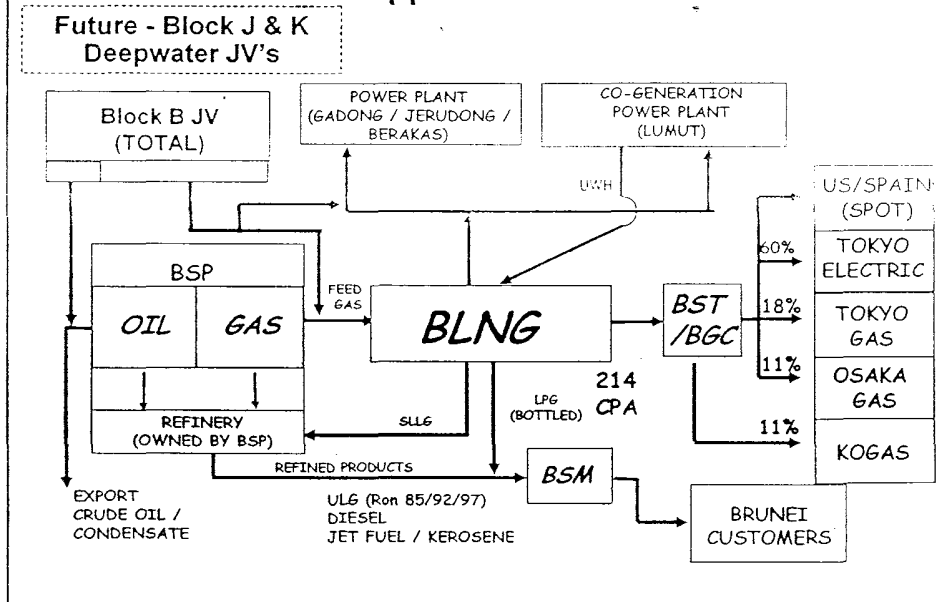 Future - Block J & K
Deepwater JV's
Block B JV
(TOTAL)
POWER PLANT
(GADONG / JERUDONG /
BERAKAS)
CO-GENERATION
POWER PLANT
(LUMUT)
UWH
US/SPAIN
(SPOT)
60%
TOKYO
ELECTRIC
18%
TOKYO
GAS
11%
OSAKA
GAS
11%
KOGAS
BSP
OIL
GAS
FEED
GAS
BLNG
BST
/BGC
214
CPA
LPG
(BOTTLED)
SLLG
REFINERY
(OWNED BY BSP)
REFINED PRODUCTS
BSM
EXPORT
CRUDE OIL /
CONDENSATE
ULG (Ron 85/92/97)
DIESEL
JET FUEL / KEROSENE
BRUNEI
CUSTOMERS